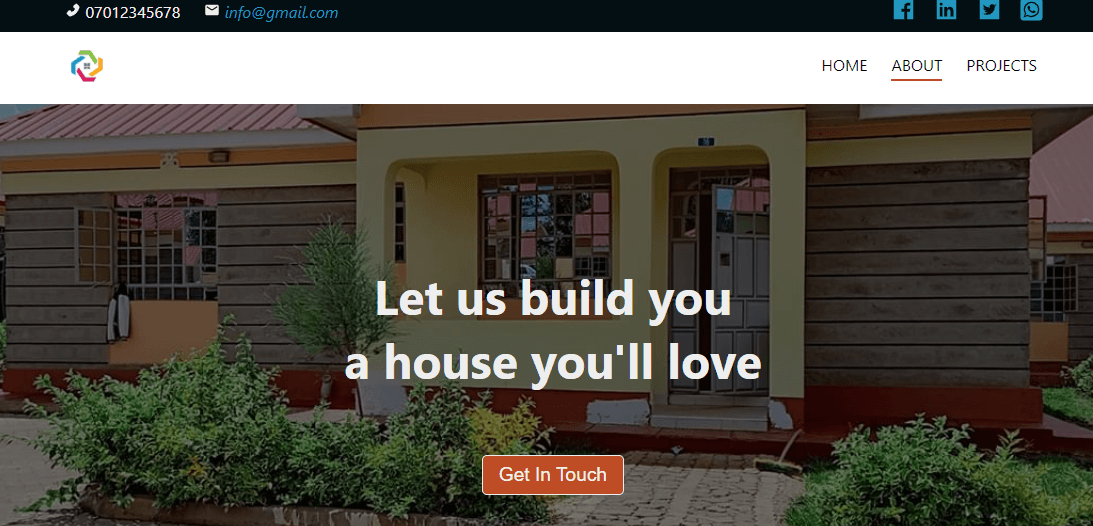 07012345678 info@gmail.com
HOME ABOUT PROJECTS
Let us build you
a house you'll love
Get In Touch